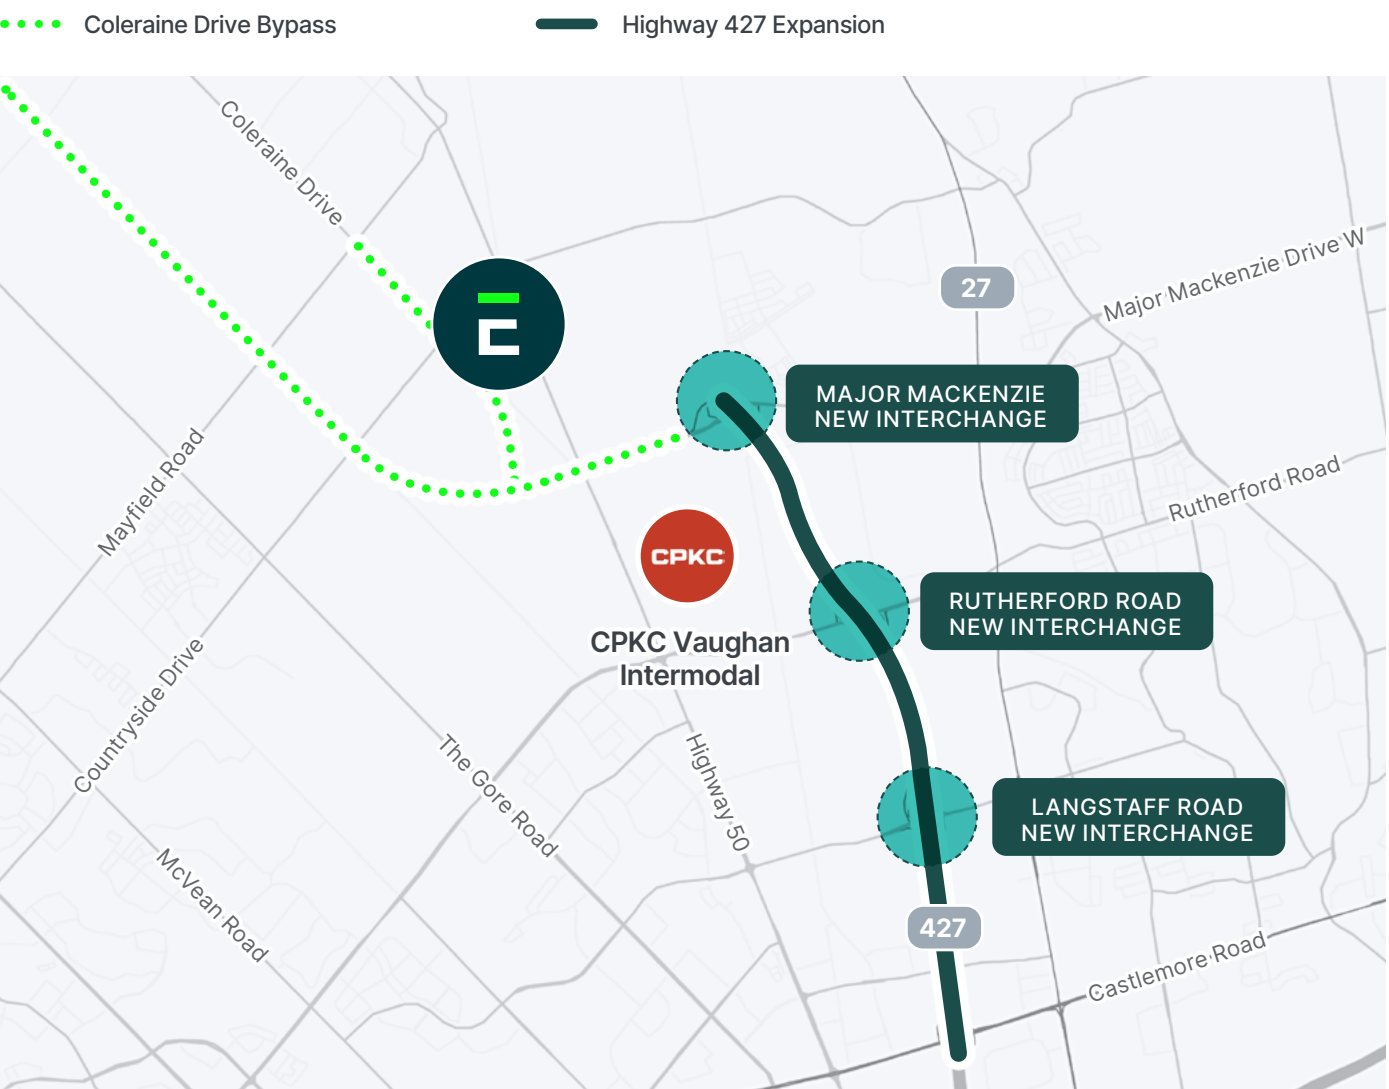 Coleraine Drive Bypass
Highway 427 Expansion
Coleraine Drive
Major Mackenzie Drive W
27
MAJOR MACKENZIE
NEW INTERCHANGE
Mayfield Road
Rutherford Road
CPKC
RUTHERFORD ROAD
NEW INTERCHANGE
CPKC Vaughan
Intermodal
Countryside Drive
The Gore Road
Highway 50
LANGSTAFF ROAD
NEW INTERCHANGE
McVean Road
427
Castlemore Road